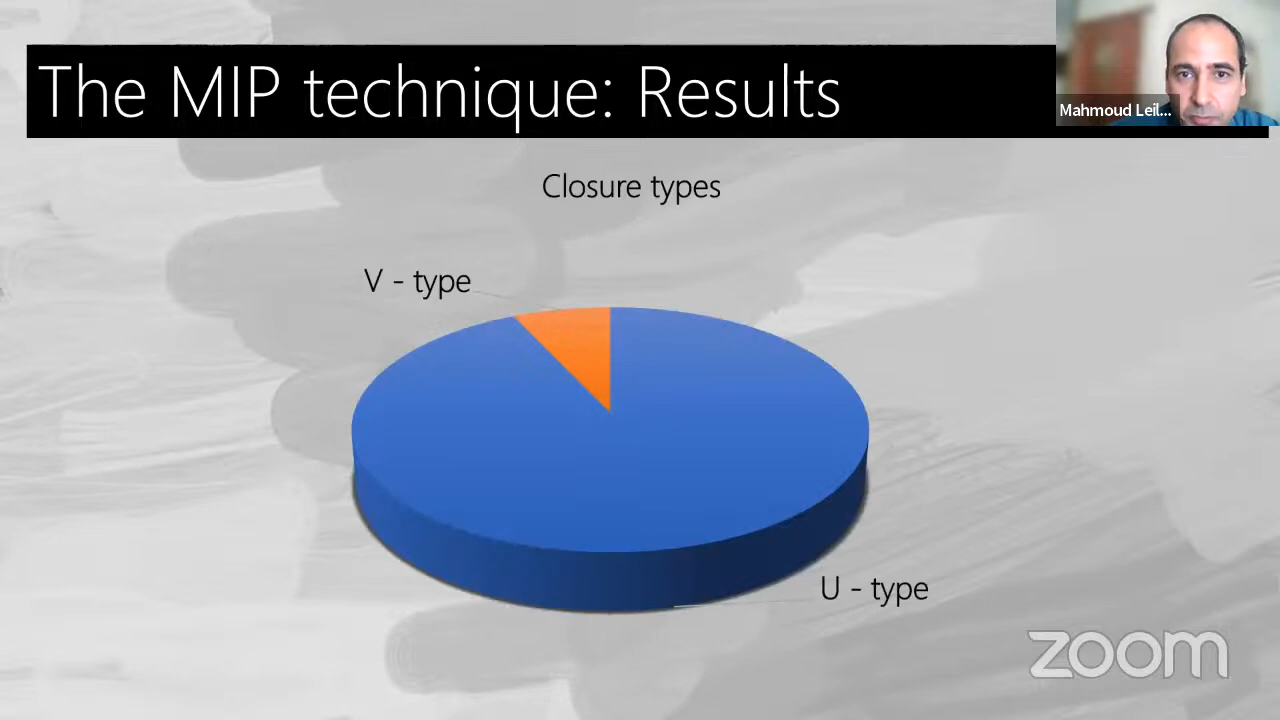 The MIP technique: Results
Mahmoud Leil...
Closure types
V - type
U - type
zoom